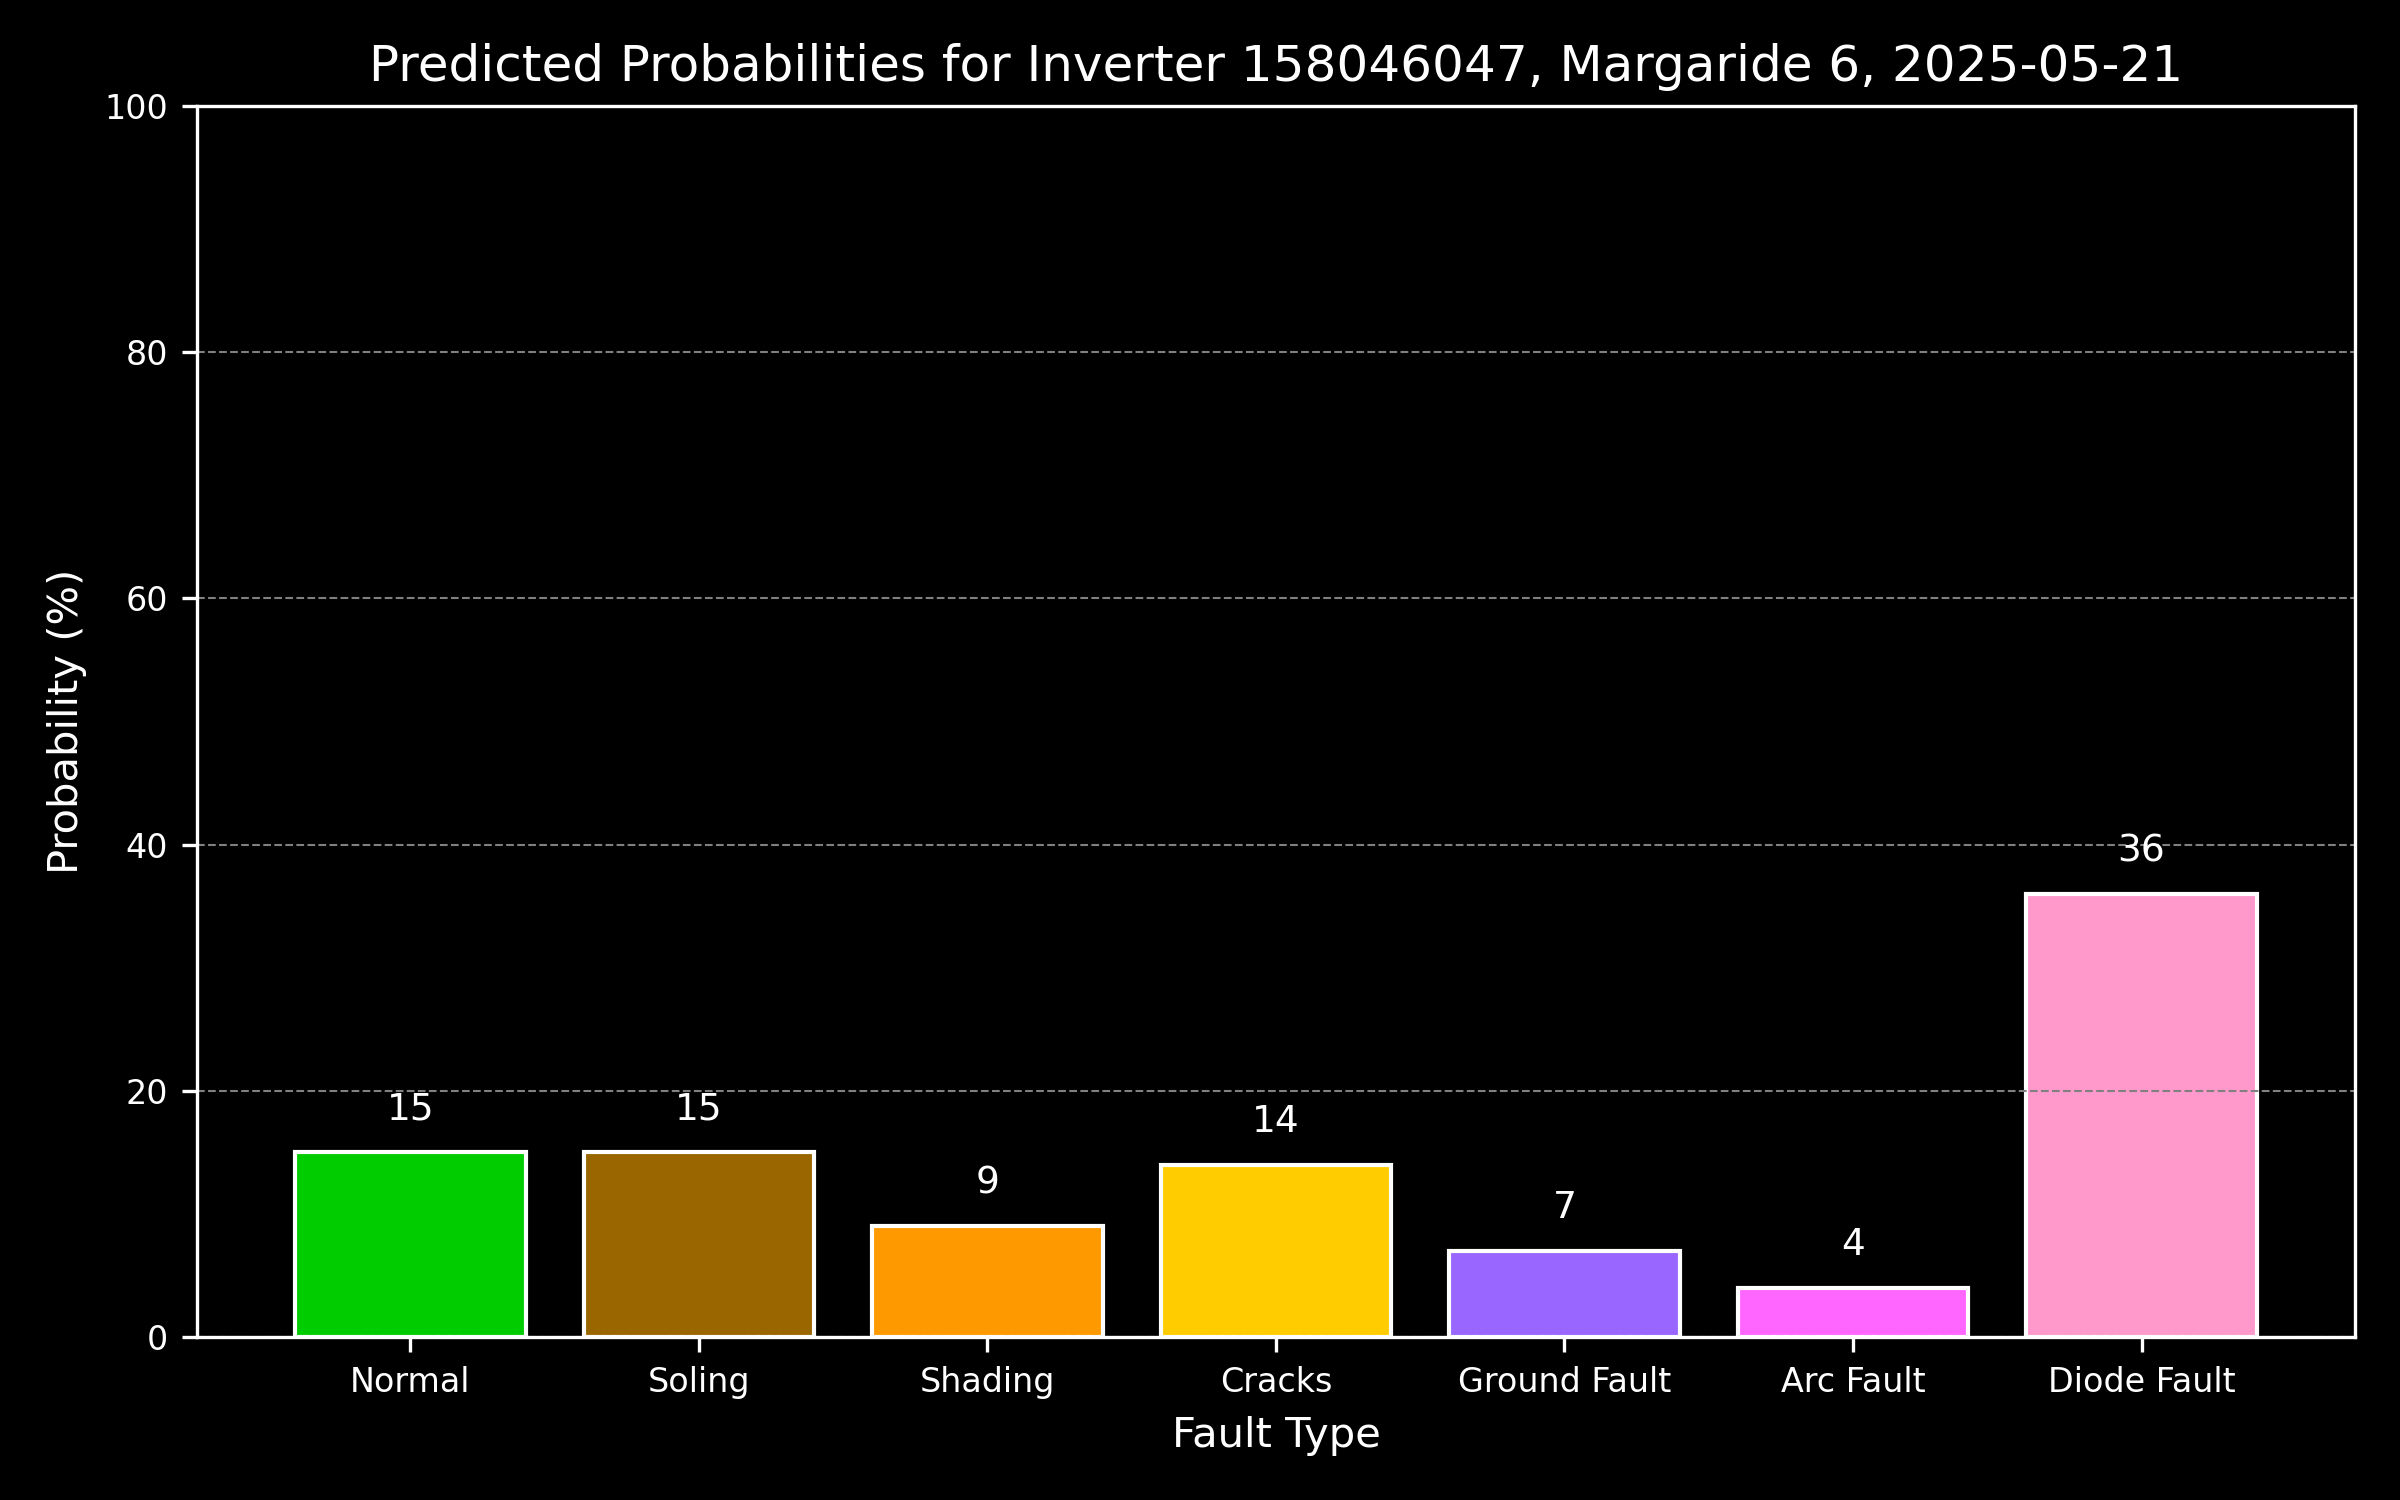 Predicted Probabilities for Inverter 158046047, Margaride 6, 2025-05-21
Probability (%)
100
80
60
40
20
0
15
15
9
14
7
4
36
Normal
Soling
Shading
Cracks
Ground Fault
Arc Fault
Diode Fault
Fault Type